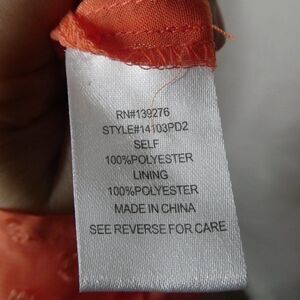 RN#139276
STYLE#14103PD2
SELF
100%POLYESTER
LINING
100%POLYESTER
MADE IN CHINA
SEE REVERSE FOR CARE